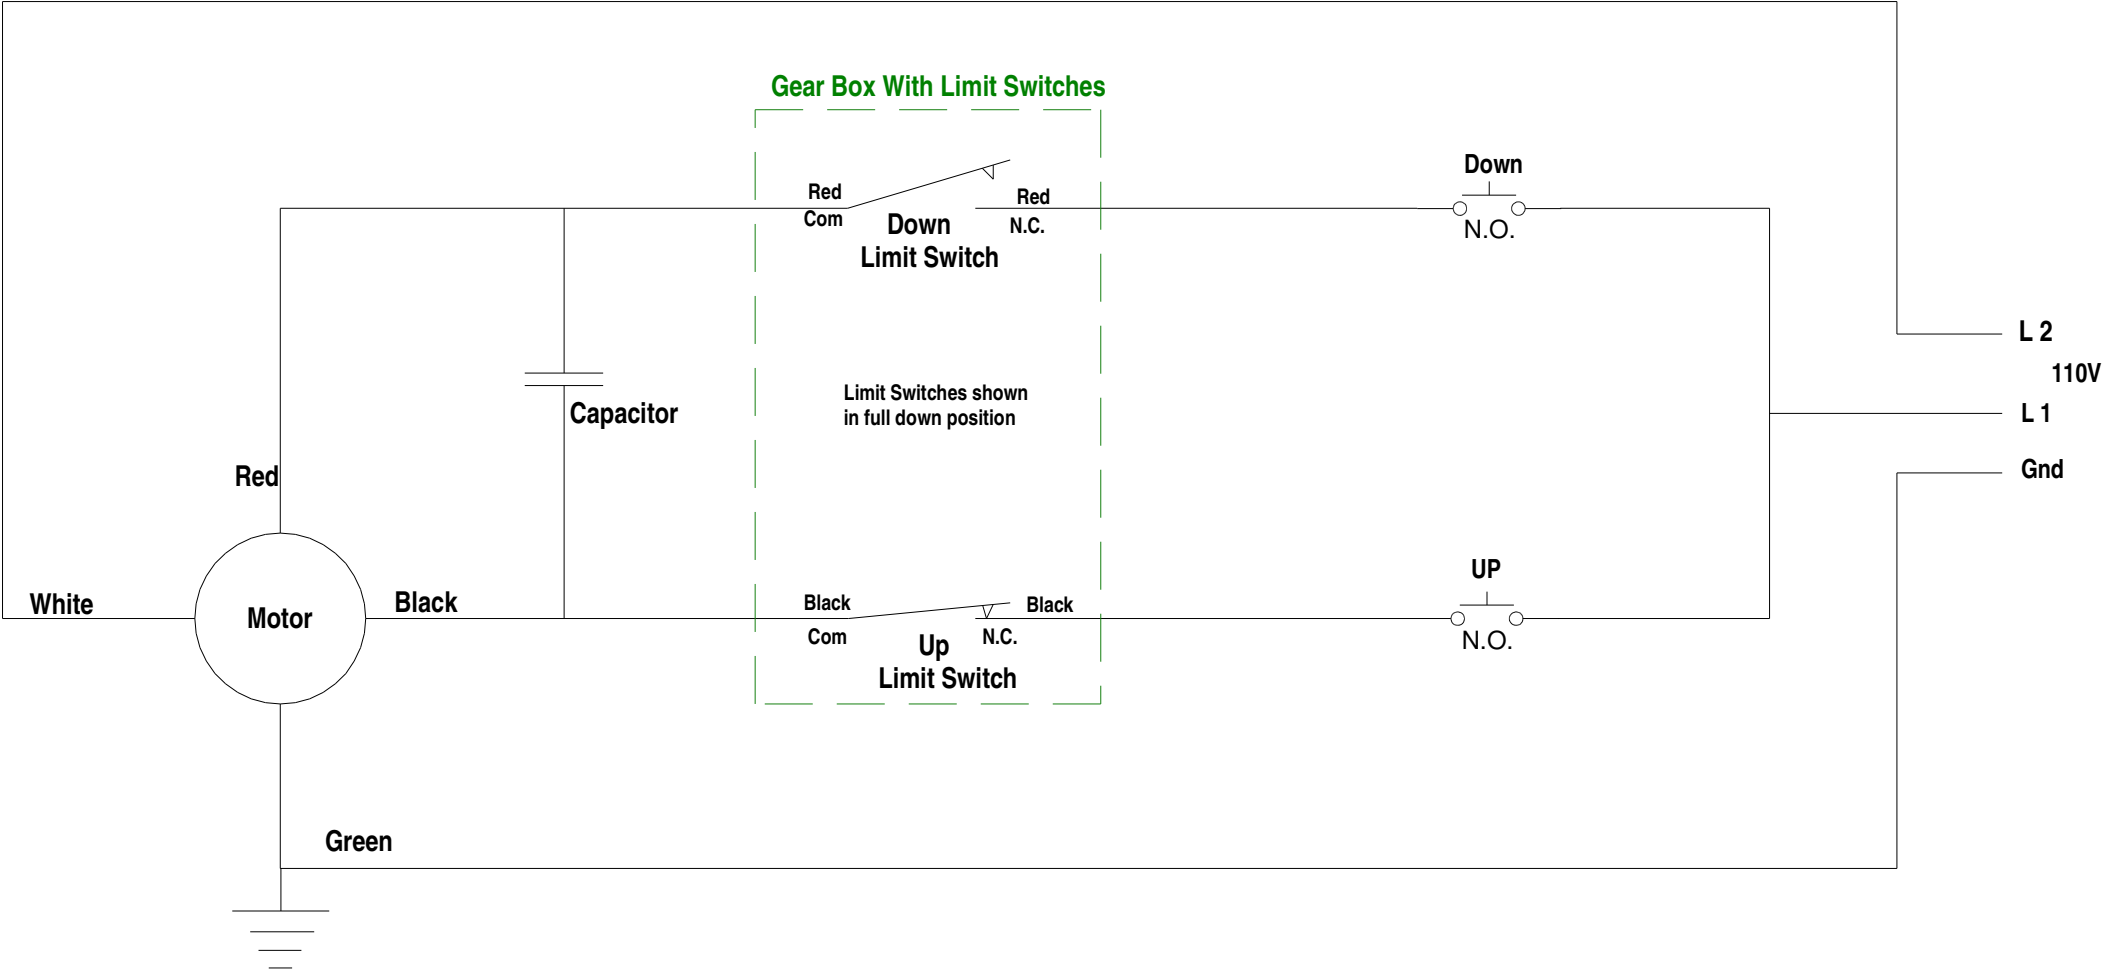 Gear Box With Limit Switches
Down
Red
Red
Com
Down
N.C.
N.O.
Limit Switch
L 2
110V
Limit Switches shown
in full down position
Capacitor
L 1
Red
Gnd
UP
White
Black
Black
Black
Motor
Com
Up
N.C.
N.O.
Limit Switch
Green